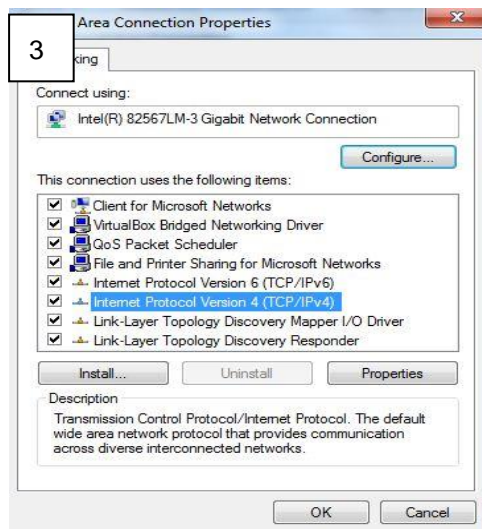 Area Connection Properties
3
king
Connect using:
Intel(R) 82567LM-3 Gigabit Network Connection
Configure...
This connection uses the following items:
Client for Microsoft Networks
VirtualBox Bridged Networking Driver
QoS Packet Scheduler
File and Printer Sharing for Microsoft Networks
Internet Protocol Version 6 (TCP/IPv6)
Internet Protocol Version 4 (TCP/IPv4)
Link-Layer Topology Discovery Mapper I/O Driver
Link-Layer Topology Discovery Responder
Install... Uninstall Properties
Description
Transmission Control Protocol/Internet Protocol. The default
wide area network protocol that provides communication
across diverse interconnected networks.
OK Cancel